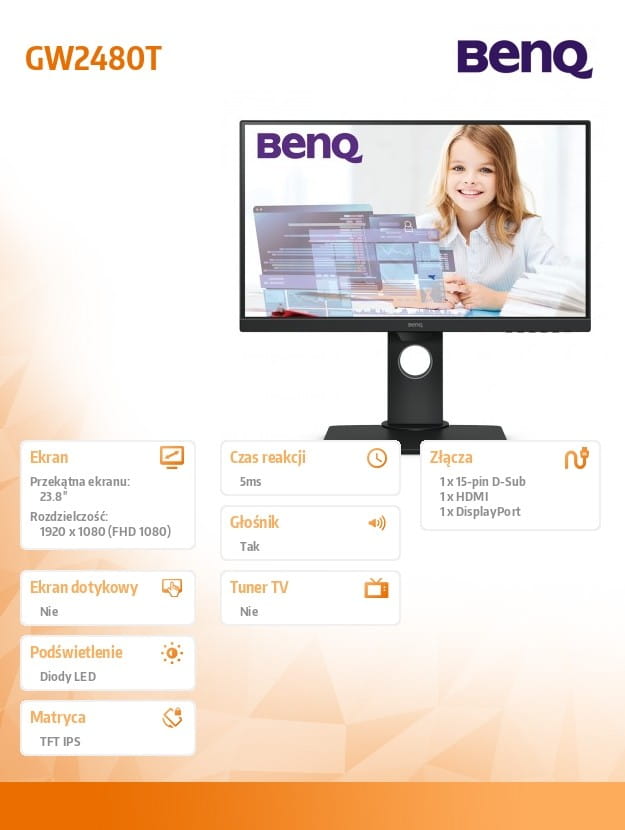 GW2480T
BenQ
BenQ
BenQ
Ekran
Przekątna ekranu:
23.8"
Rozdzielczość:
1920 x 1080 (FHD 1080)
Czas reakcji
5ms
Złącza
1 x 15-pin D-Sub
1 x HDMI
1 x DisplayPort
Głośnik
Tak
Ekran dotykowy
Nie
Tuner TV
Nie
Podświetlenie
Diody LED
Matryca
TFT IPS